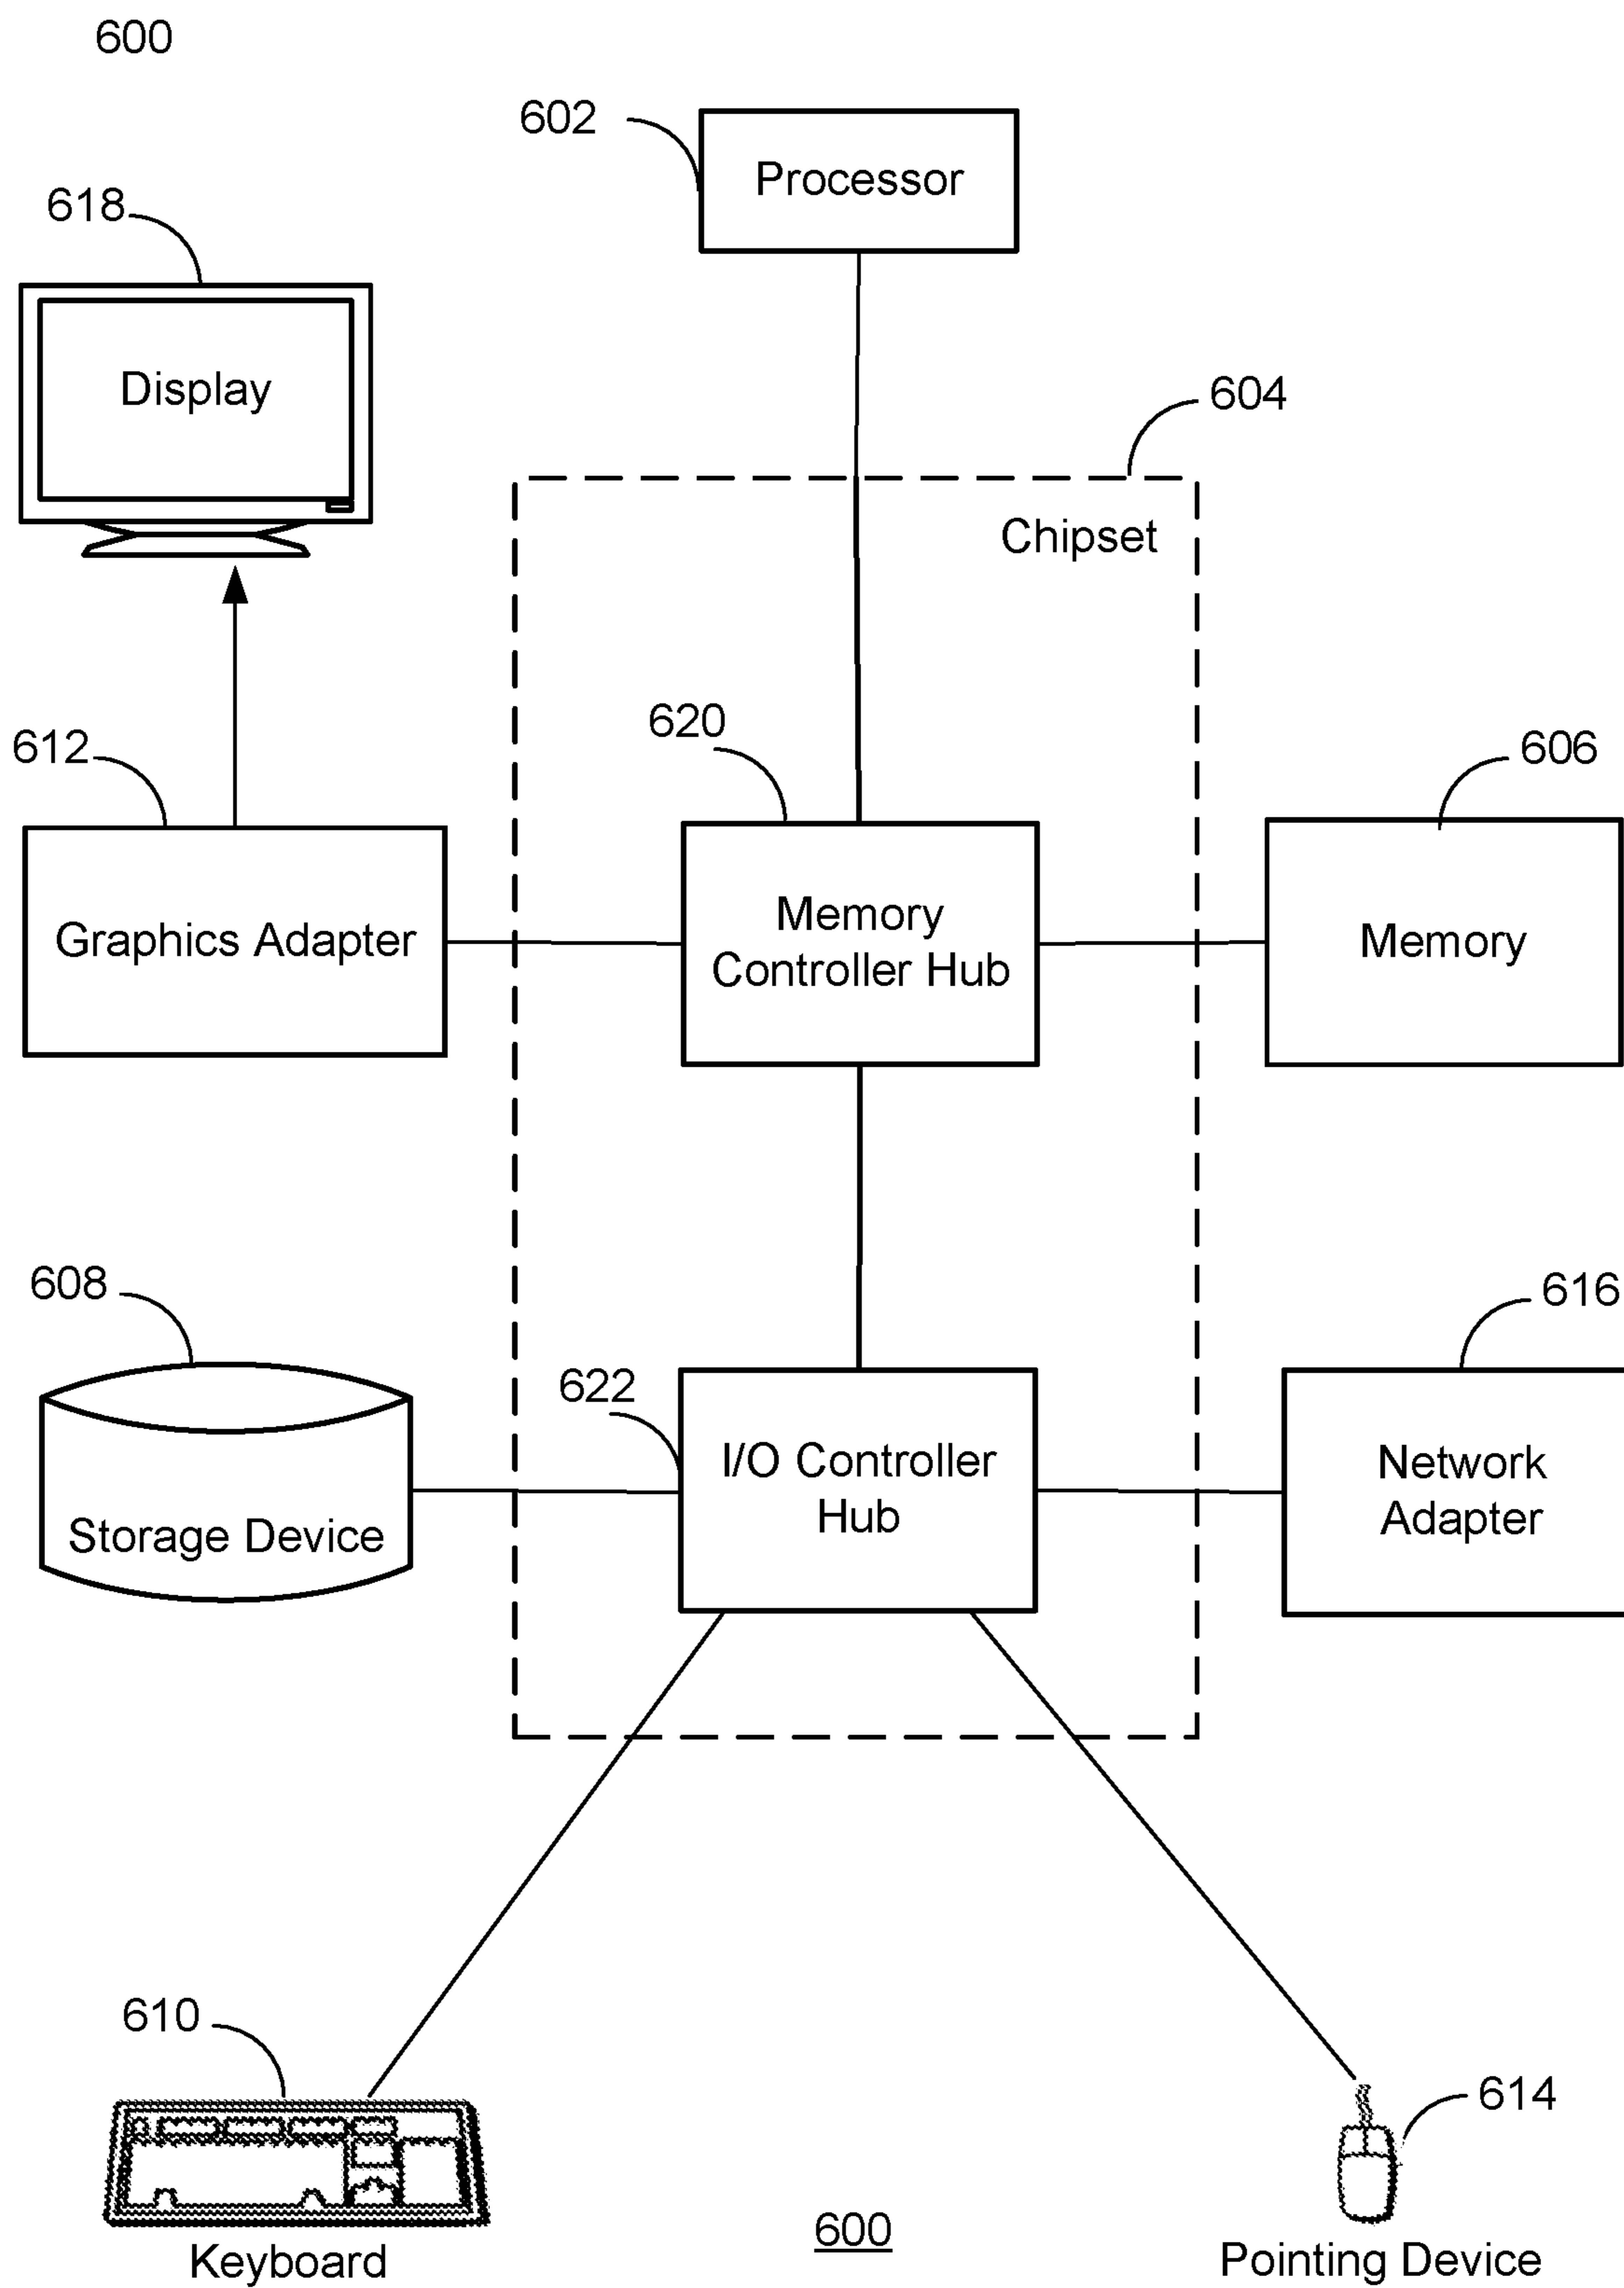 600
602
Processor
618
Display
604
Chipset
620
612
606
Graphics Adapter
Memory
Controller Hub
Memory
608
616
622
I/O Controller
Hub
Network
Adapter
Storage Device
610
614
600
Keyboard
Pointing Device